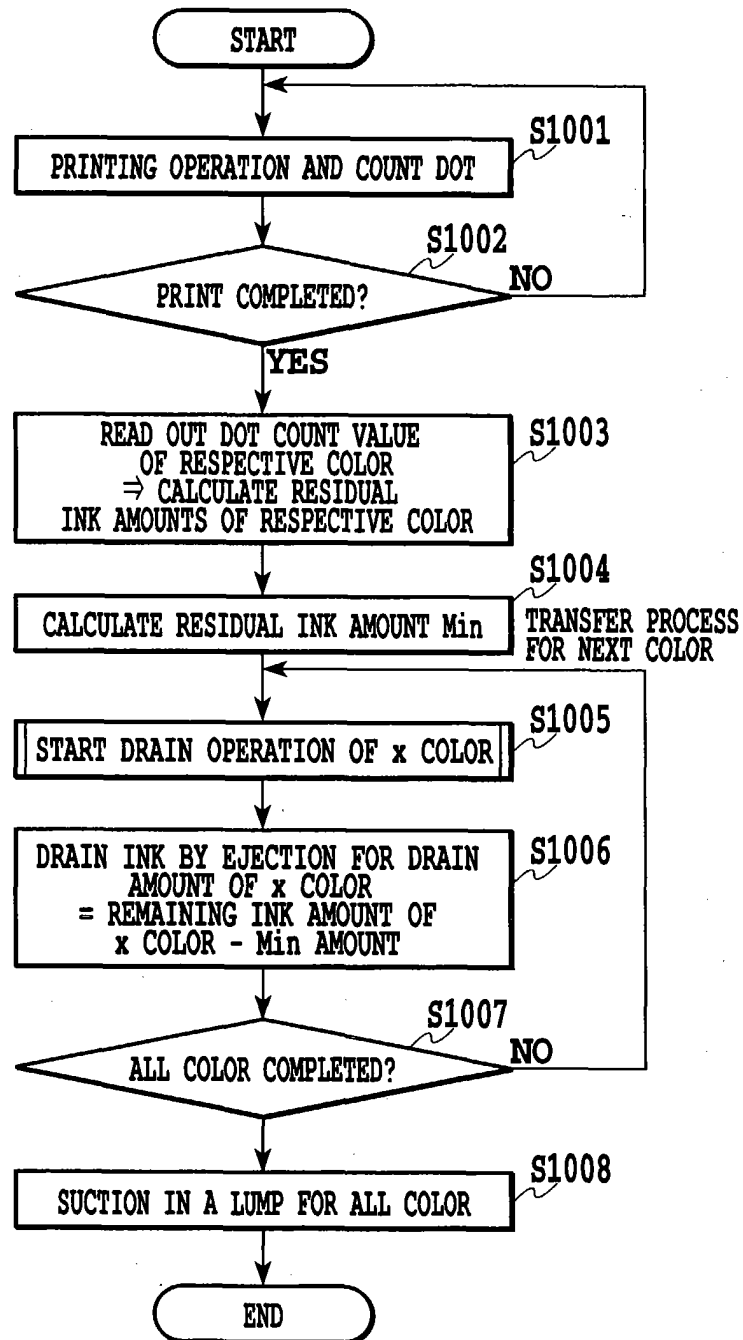 START
S1001
PRINTING OPERATION AND COUNT DOT
S1002
PRINT COMPLETED?
NO
YES
READ OUT DOT COUNT VALUE
OF RESPECTIVE COLOR
⇒ CALCULATE RESIDUAL
INK AMOUNTS OF RESPECTIVE COLOR
S1003
S1004
CALCULATE RESIDUAL INK AMOUNT Min
TRANSFER PROCESS
FOR NEXT COLOR
S1005
START DRAIN OPERATION OF x COLOR
DRAIN INK BY EJECTION FOR DRAIN
AMOUNT OF x COLOR
= REMAINING INK AMOUNT OF
x COLOR - Min AMOUNT
S1006
S1007
ALL COLOR COMPLETED?
NO
S1008
SUCTION IN A LUMP FOR ALL COLOR
END